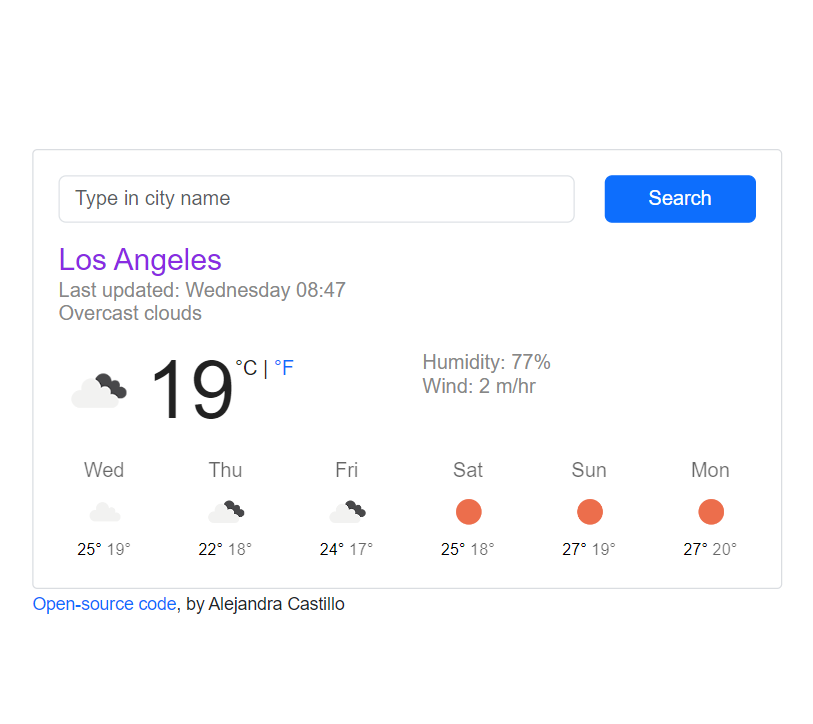 Type in city name
Search
Los Angeles
Last updated: Wednesday 08:47
Overcast clouds
19 °C | °F
Humidity: 77%
Wind: 2 m/hr
Wed Thu Fri Sat Sun Mon
25° 19° 22° 18° 24° 17° 25° 18° 27° 19° 27° 20°
Open-source code, by Alejandra Castillo